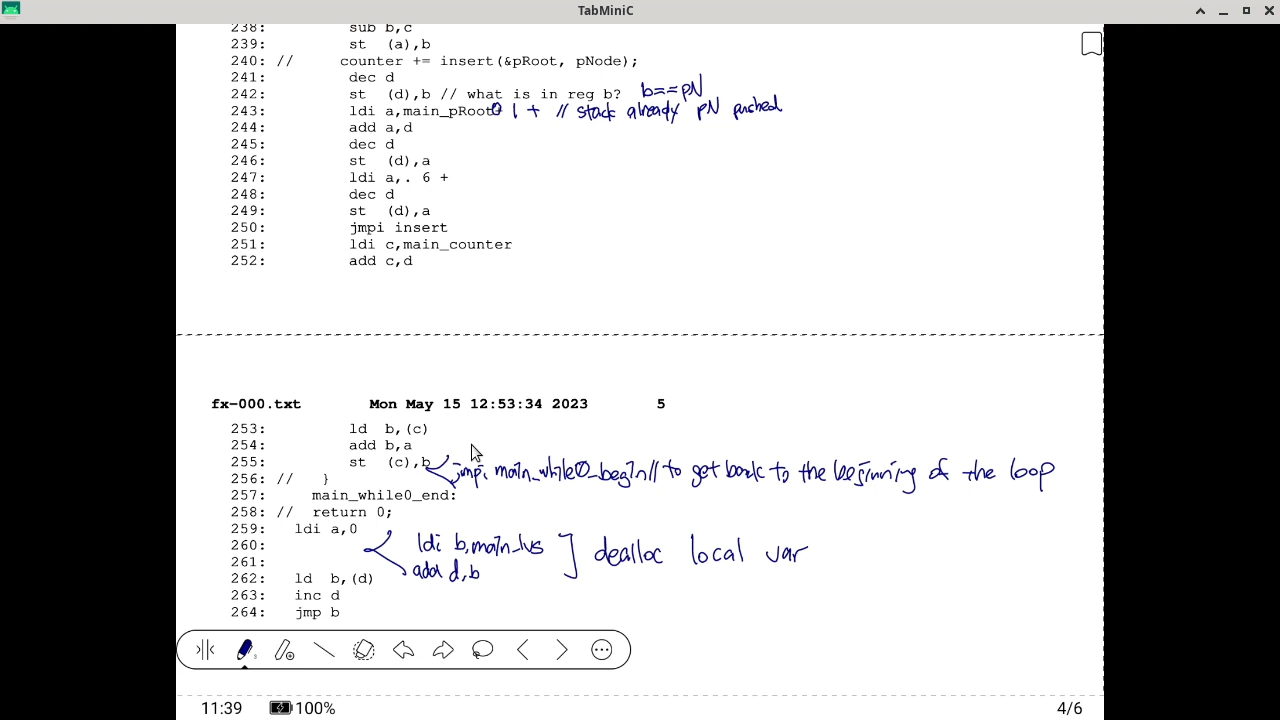 TabMiniC
238: sub b,c
239: st (a),b
240: // counter += insert(&pRoot, pNode);
241: dec d
242: st (d),b // what is in reg b? b==pN
243: ldi a,main_pRoot 1 + // stack already pN pushed
244: add a,d
245: dec d
246: st (d),a
247: ldi a,. 6 +
248: dec d
249: st (d),a
250: jmpi insert
251: ldi c,main_counter
252: add c,d
fx-000.txt Mon May 15 12:53:34 2023 5
253: ld b,(c)
254: add b,a
255: st (c),b
jmpi main_while0_begin // to get back to the beginning of the loop
256: // }
257: main_while0_end:
258: // return 0;
259: ldi a,0
260: ldi b,main_lvs ] dealloc local var
261: add d,b
262: ld b,(d)
263: inc d
264: jmp b
11:39 100% 4/6